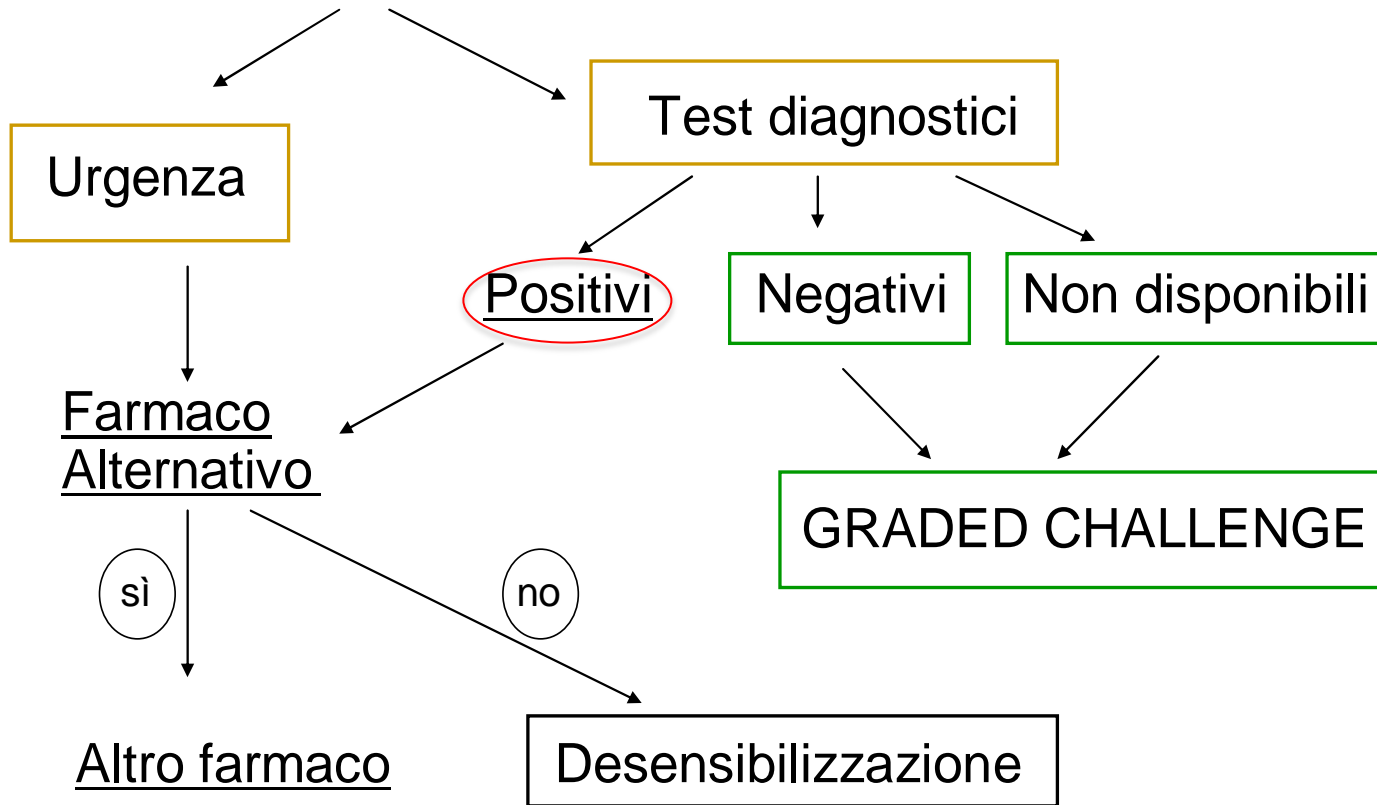 Test diagnostici
Urgenza
Positivi
Negativi
Non disponibili
Farmaco
Alternativo
GRADED CHALLENGE
sì
no
Altro farmaco
Desensibilizzazione